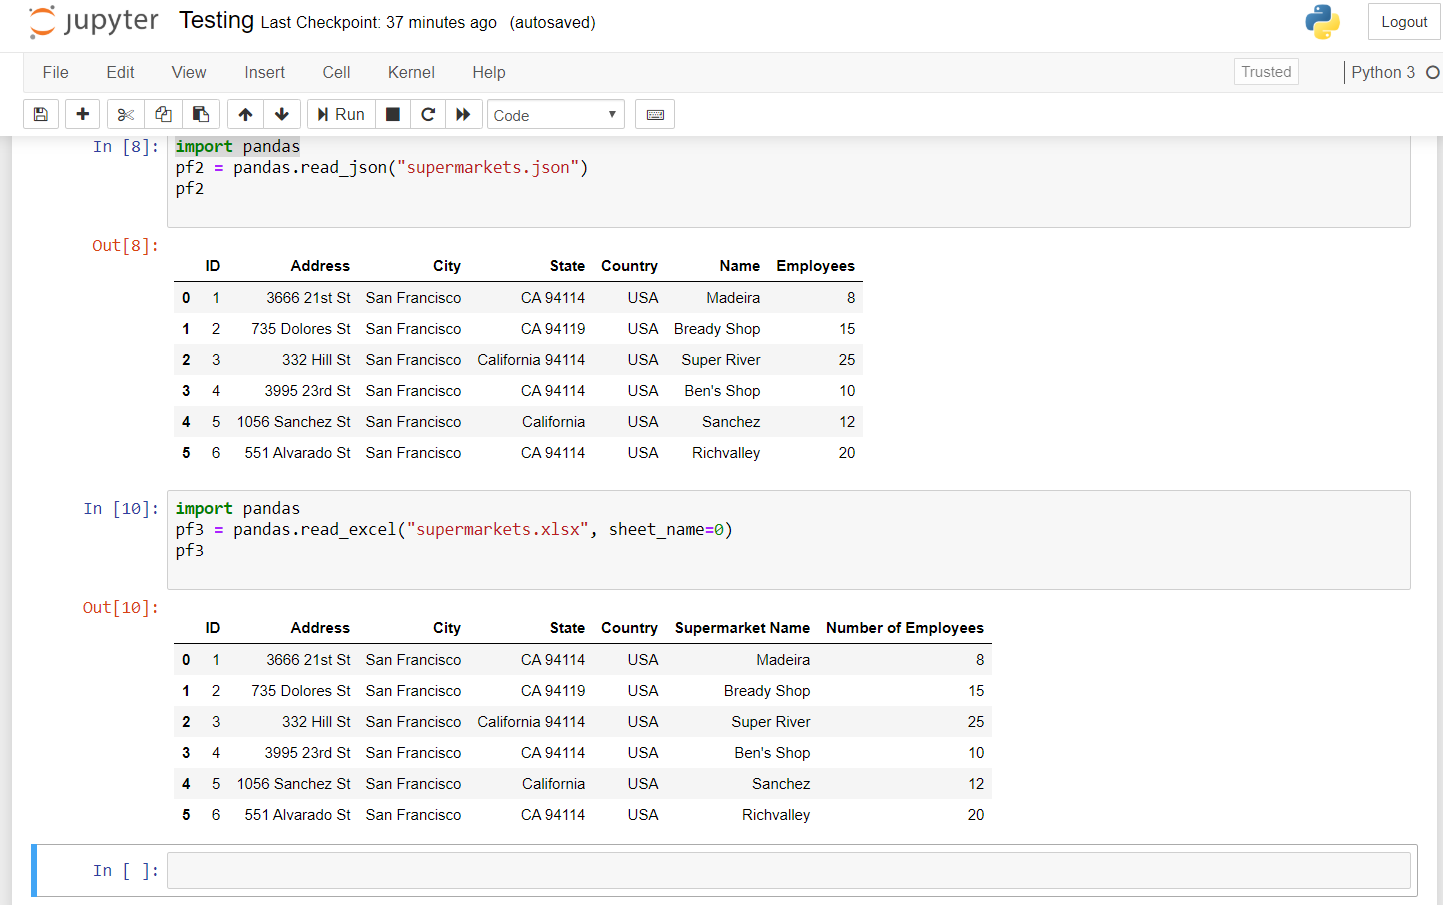 jupyter Testing Last Checkpoint: 37 minutes ago (autosaved) Logout
File Edit View Insert Cell Kernel Help Trusted Python 3
Run Code
In [8]: import pandas
pf2 = pandas.read_json("supermarkets.json")
pf2
Out[8]:
ID Address City State Country Name Employees
0 1 3666 21st St San Francisco CA 94114 USA Madeira 8
1 2 735 Dolores St San Francisco CA 94119 USA Bready Shop 15
2 3 332 Hill St San Francisco California 94114 USA Super River 25
3 4 3995 23rd St San Francisco CA 94114 USA Ben's Shop 10
4 5 1056 Sanchez St San Francisco California USA Sanchez 12
5 6 551 Alvarado St San Francisco CA 94114 USA Richvalley 20
In [10]: import pandas
pf3 = pandas.read_excel("supermarkets.xlsx", sheet_name=0)
pf3
Out[10]:
ID Address City State Country Supermarket Name Number of Employees
0 1 3666 21st St San Francisco CA 94114 USA Madeira 8
1 2 735 Dolores St San Francisco CA 94119 USA Bready Shop 15
2 3 332 Hill St San Francisco California 94114 USA Super River 25
3 4 3995 23rd St San Francisco CA 94114 USA Ben's Shop 10
4 5 1056 Sanchez St San Francisco California USA Sanchez 12
5 6 551 Alvarado St San Francisco CA 94114 USA Richvalley 20
In [ ]: